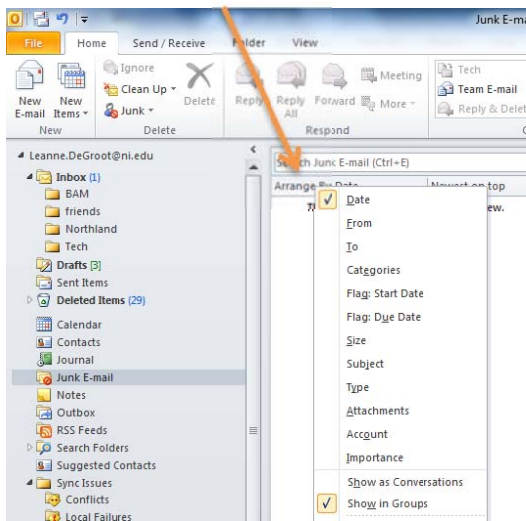 Junk E-ma
File Home Send / Receive Folder View
Ignore
Clean Up
Junk
Delete
New E-mail
New Items
Reply
Reply All
Forward
Meeting
More
Tech
Team E-mail
Reply & Delet
New
Delete
Respond
Leanne.DeGroot@ni.edu
Inbox (1)
BAM
friends
Northland
Tech
Drafts [3]
Sent Items
Deleted Items (29)
Calendar
Contacts
Journal
Junk E-mail
Notes
Outbox
RSS Feeds
Search Folders
Suggested Contacts
Sync Issues
Conflicts
Local Failures
Search Junk E-mail (Ctrl+E)
Arrange By Date Newest on top
ew.
Date
From
To
Categories
Flag: Start Date
Flag: Due Date
Size
Subject
Type
Attachments
Account
Importance
Show as Conversations
Show in Groups